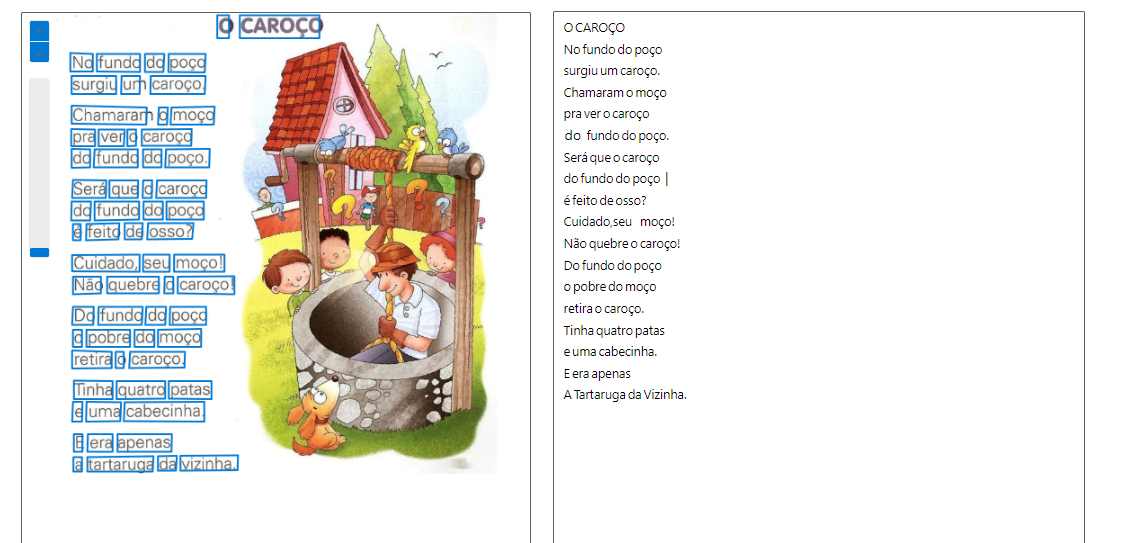 O CAROÇO
No fundo do poço
surgiu um caroço.
Chamaram o moço
pra ver o caroço
do fundo do poço.
Será que o caroço
do fundo do poço
é feito de osso?
Cuidado, seu moço!
Não quebre o caroço!
Do fundo do poço
o pobre do moço
retira o caroço.
Tinha quatro patas
e uma cabecinha.
E era apenas
a tartaruga da vizinha.
O CAROÇO
No fundo do poço
surgiu um caroço.
Chamaram o moço
pra ver o caroço
do fundo do poço.
Será que o caroço
do fundo do poço |
é feito de osso?
Cuidado,seu moço!
Não quebre o caroço!
Do fundo do poço
o pobre do moço
retira o caroço.
Tinha quatro patas
e uma cabecinha.
E era apenas
A Tartaruga da Vizinha.